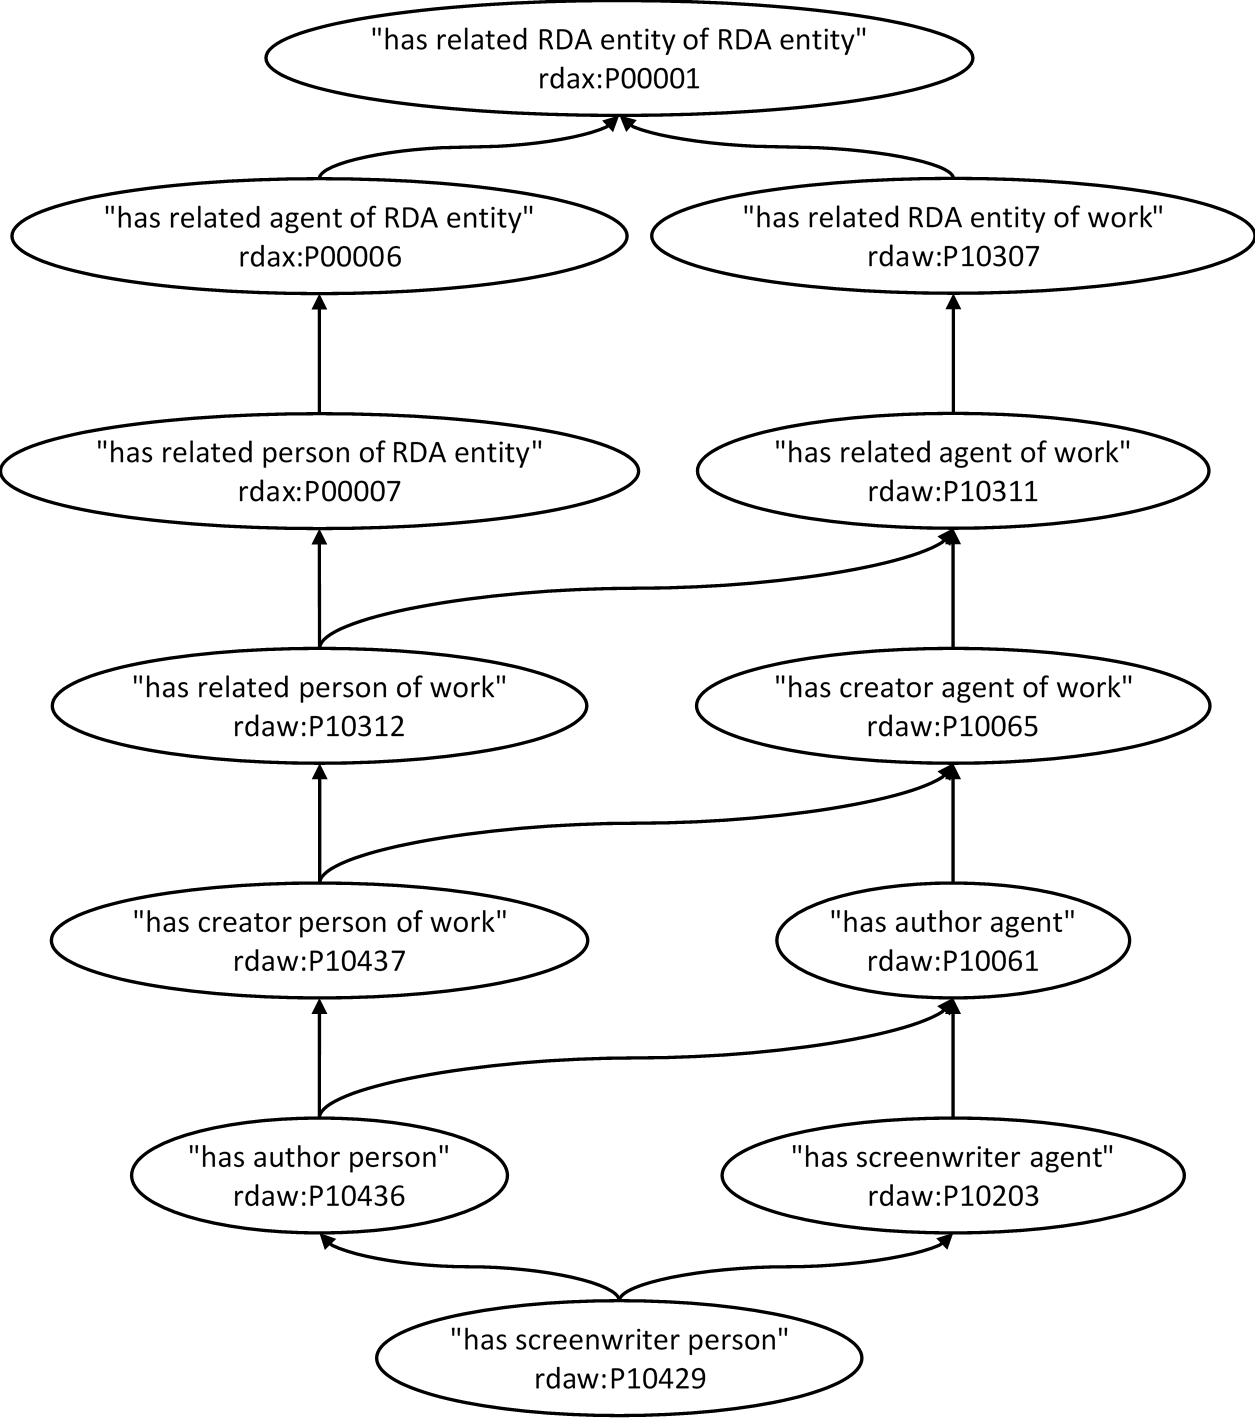 "has related RDA entity of RDA entity"
rdax:P00001
"has related agent of RDA entity"
rdax:P00006
"has related RDA entity of work"
rdaw:P10307
"has related person of RDA entity"
rdax:P00007
"has related agent of work"
rdaw:P10311
"has related person of work"
rdaw:P10312
"has creator agent of work"
rdaw:P10065
"has creator person of work"
rdaw:P10437
"has author agent"
rdaw:P10061
"has author person"
rdaw:P10436
"has screenwriter agent"
rdaw:P10203
"has screenwriter person"
rdaw:P10429